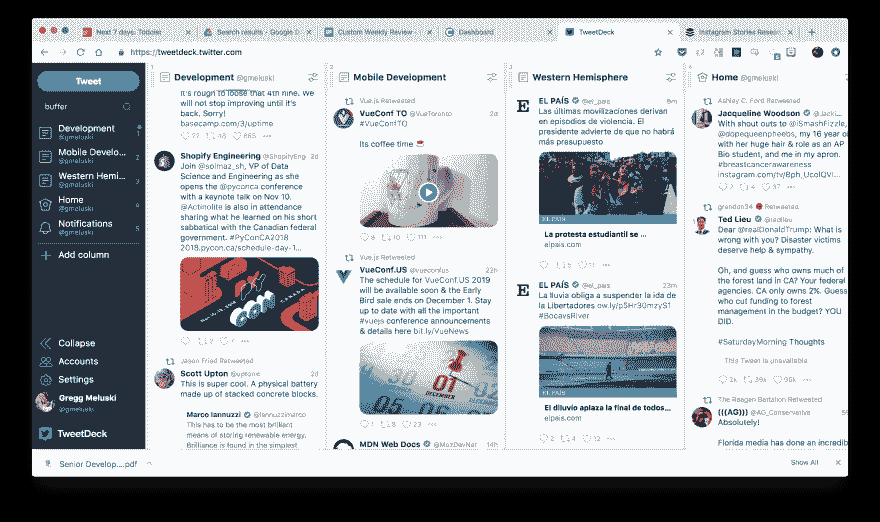 Next 7 days: Todoist
Search results - Google D
Custom Weekly Review -
Dashboard
TweetDeck
Instagram Stories Resea
https://tweetdeck.twitter.com
Tweet
buffer
Development
@gmeluski
Mobile Develo...
@gmeluski
Western Hemi...
@gmeluski
Home
@gmeluski
Notifications
@gmeluski
Add column
Collapse
Accounts
Settings
Gregg Meluski
@gmeluski
TweetDeck
Development @gmeluski
It's rough to loose that 4th nine. We
will not stop improving until it's
back, Sorry!
basecamp.com/3/uptime
Shopify Engineering @ShopifyEng 2d
Join @solmaz_sh, VP of Data
Science and Engineering as she
opens the @pyconca conference
with a keynote talk on Nov 10.
@Actinolite is also in attendance
sharing what he learned on his short
sabbatical with the Canadian federal
government. #PyConCA2018
2018.pycon.ca/schedule-day-1...
CANADA
Jason Fried Retweeted
Scott Upton @uptonic 2d
This is super cool. A physical battery
made up of stacked concrete blocks.
Marco Iannuzzi @iannuzzimarco
This has to be the most brilliant
means of storing renewable energy.
Brilliance is found in the simplest
Mobile Development
Vue.js Retweeted
VueConf TO @VueToronto 2d
#VueConfTO
Its coffee time
Vue.js Retweeted
VueConf.US @vueconfus 22h
The schedule for VueConf.US 2019
will be available soon & the Early
Bird sale ends on December 1. Stay
up to date with all the important
#vuejs conference announcements
& details here bit.ly/VueNews
01
DECEMBER
MDN Web Docs @MozDevNet 14h
Western Hemisphere
EL PAÍS @el_pais 9m
Las últimas movilizaciones derivan
en episodios de violencia. El
presidente advierte de que no habrá
más presupuesto
EL PAÍS
La protesta estudiantil se ...
elpais.com
EL PAÍS @el_pais 23m
La lluvia obliga a suspender la ida de
la Libertadores ow.ly/p5Hr30mzyS1
#BocavsRiver
EL PAÍS
El diluvio aplaza la final de todos...
elpais.com
Home @gmeluski
Ashley C. Ford Retweeted
Jacqueline Woodson @Jacki
With shout outs to @iSmashFizzle,
@dopequeenpheebs, my 16 year o
with her huge hair & role as an AP
Bio student, and me in my apron.
#breastcancerawareness
Retweeted
Ted Lieu @tedlieu
Dear @realDonaldTrump: What is
wrong with you? Disaster victims
deserve help & sympathy.
Oh, and guess who owns much of
the forest land in CA? Your federal
agencies. CA only owns 2%. Guess
who cut funding to forest
management in the budget? YOU
DID.
#SaturdayMorning Thoughts
This Tweet is unavailable
The Reagan Battalion Retweeted
(((AG))) @AG_Conservative
Absolutely!
Florida media has done an incredib
Senior Develop....pdf
Show All